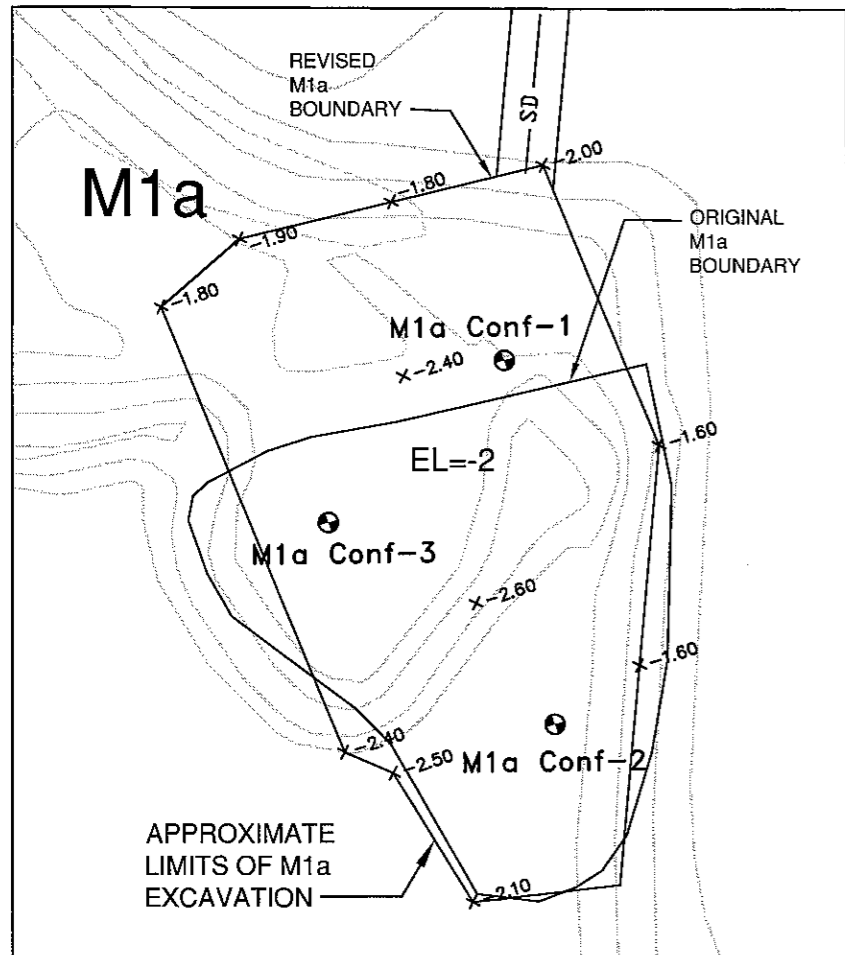 REVISED
M1a
BOUNDARY
SD
-2.00
-1.80
M1a
ORIGINAL
M1a
BOUNDARY
-1.90
-1.80
M1a Conf-1
-2.40
-1.60
EL=-2
M1a Conf-3
-2.60
-1.60
-2.40
M1a Conf-2
-2.50
APPROXIMATE
LIMITS OF M1a
EXCAVATION
-2.10